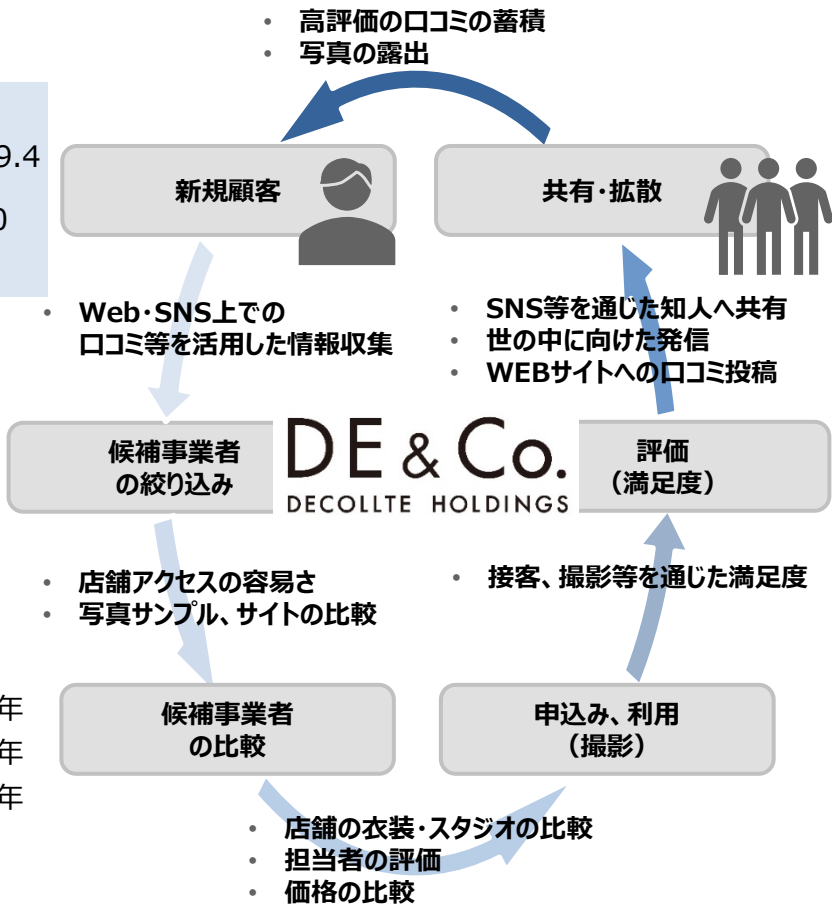 ・ 高評価の口コミの蓄積
・ 写真の露出
9.4
0
新規顧客
共有・拡散
・ Web・SNS上での
口コミ等を活用した情報収集
・ SNS等を通じた知人へ共有
・ 世の中に向けた発信
・ WEBサイトへの口コミ投稿
候補事業者
の絞り込み
DE & Co.
DECOLLTE HOLDINGS
評価
（満足度）
・ 店舗アクセスの容易さ
・ 写真サンプル、サイトの比較
・ 接客、撮影等を通じた満足度
年
年
年
候補事業者
の比較
申込み、利用
（撮影）
・ 店舗の衣装・スタジオの比較
・ 担当者の評価
・ 価格の比較